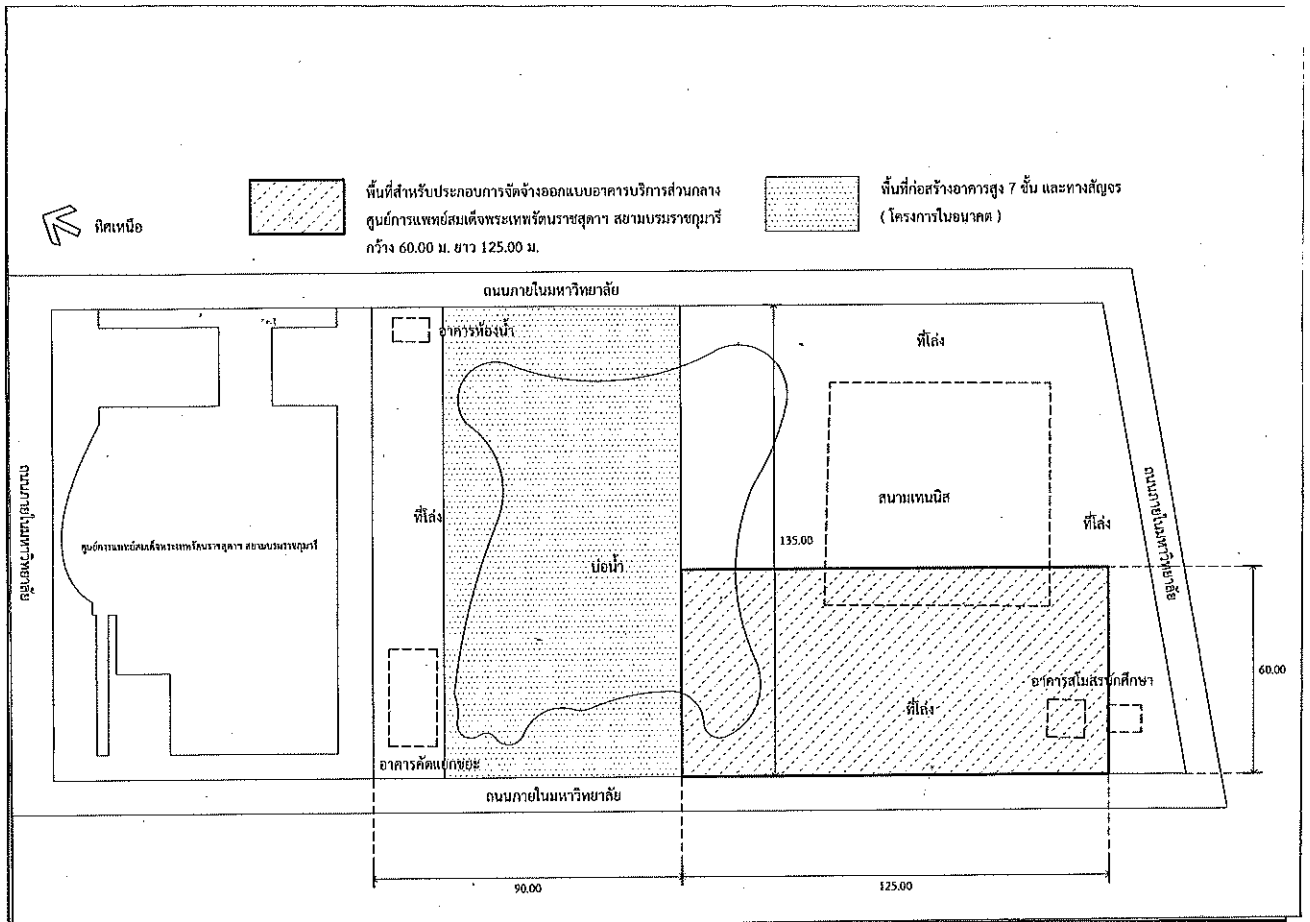 ทิศเหนือ
พื้นที่สำหรับประกอบการจัดจ้างออกแบบอาคารบริการส่วนกลาง
ศูนย์การแพทย์สมเด็จพระเทพรัตนราชสุดาฯ สยามบรมราชกุมารี
กว้าง 60.00 ม. ยาว 125.00 ม.
พื้นที่ก่อสร้างอาคารสูง 7 ชั้น และทางสัญจร
( โครงการในอนาคต )
ถนนภายในมหาวิทยาลัย
อาคารห้องน้ำ
ที่โล่ง
สนามเทนนิส
ถนนภายในมหาวิทยาลัย
ที่โล่ง
ที่โล่ง
ถนนภายในมหาวิทยาลัย
ศูนย์การแพทย์สมเด็จพระเทพรัตนราชสุดาฯ สยามบรมราชกุมารี
135.00
บ่อน้ำ
60.00
อาคารสโมสรนักศึกษา
ที่โล่ง
อาคารคัดแยกขยะ
ถนนภายในมหาวิทยาลัย
90.00
125.00